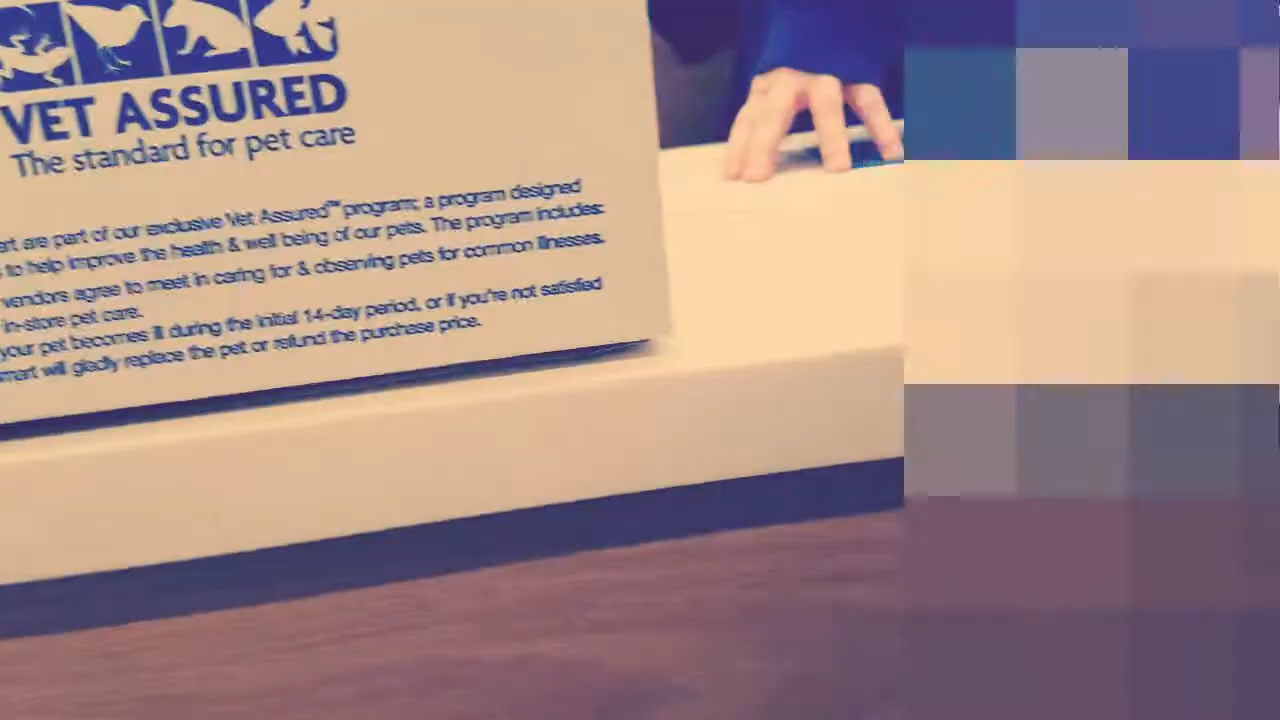 VET ASSURED
The standard for pet care
are part of our exclusive Vet Assured™ program; a program designed
to help improve the health & well being of our pets. The program includes:
vendors agree to meet in caring for & observing pets for common illnesses.
in-store pet care.
your pet becomes ill during the initial 14-day period, or if you're not satisfied
will gladly replace the pet or refund the purchase price.